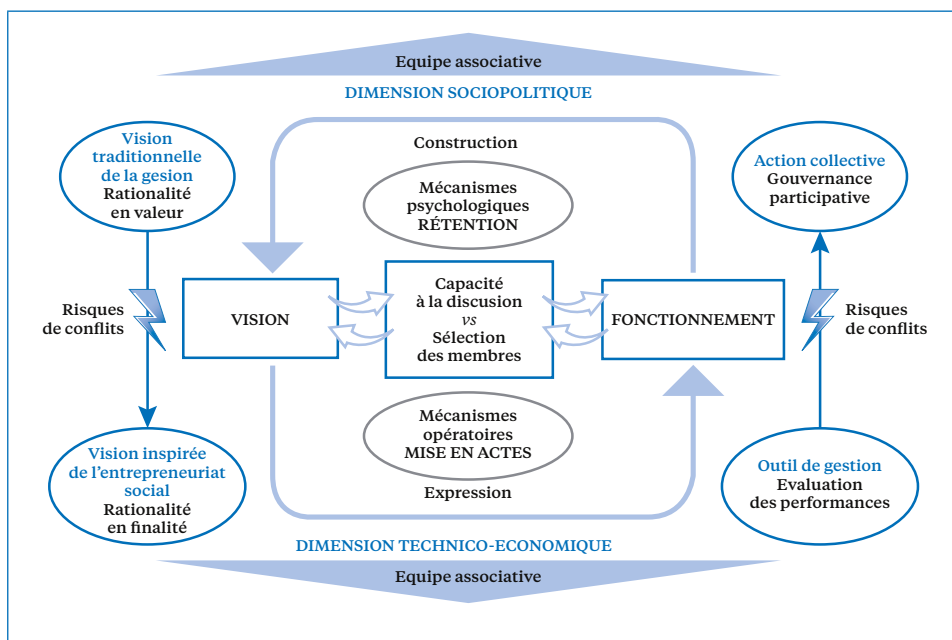 Equipe associative
DIMENSION SOCIOPOLITIQUE
Construction
Vision
traditionnelle
de la gesion
Rationalité
en valeur
Mécanismes
psychologiques
RÉTENTION
Action collective
Gouvernance
participative
Risques
de conflits
VISION
Capacité
à la discusion
vs
Sélection
des membres
FONCTIONNEMENT
Risques
de conflits
Vision inspirée
de l'entrepreneuriat
social
Rationalité
en finalité
Mécanismes
opératoires
MISE EN ACTES
Expression
Outil de gestion
Evaluation
des performances
DIMENSION TECHNICO-ECONOMIQUE
Equipe associative